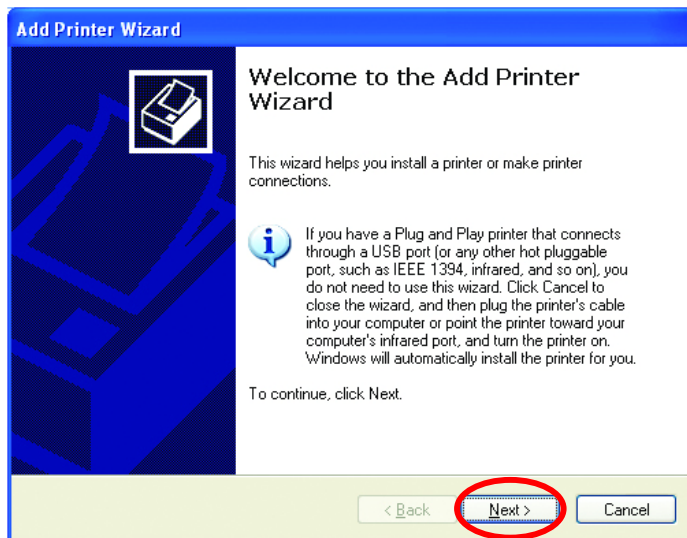 Add Printer Wizard
Welcome to the Add Printer
Wizard
This wizard helps you install a printer or make printer
connections.
If you have a Plug and Play printer that connects
through a USB port (or any other hot pluggable
port, such as IEEE 1394, infrared, and so on), you
do not need to use this wizard. Click Cancel to
close the wizard, and then plug the printer's cable
into your computer or point the printer toward your
computer's infrared port, and turn the printer on.
Windows will automatically install the printer for you.
To continue, click Next.
< Back Next > Cancel